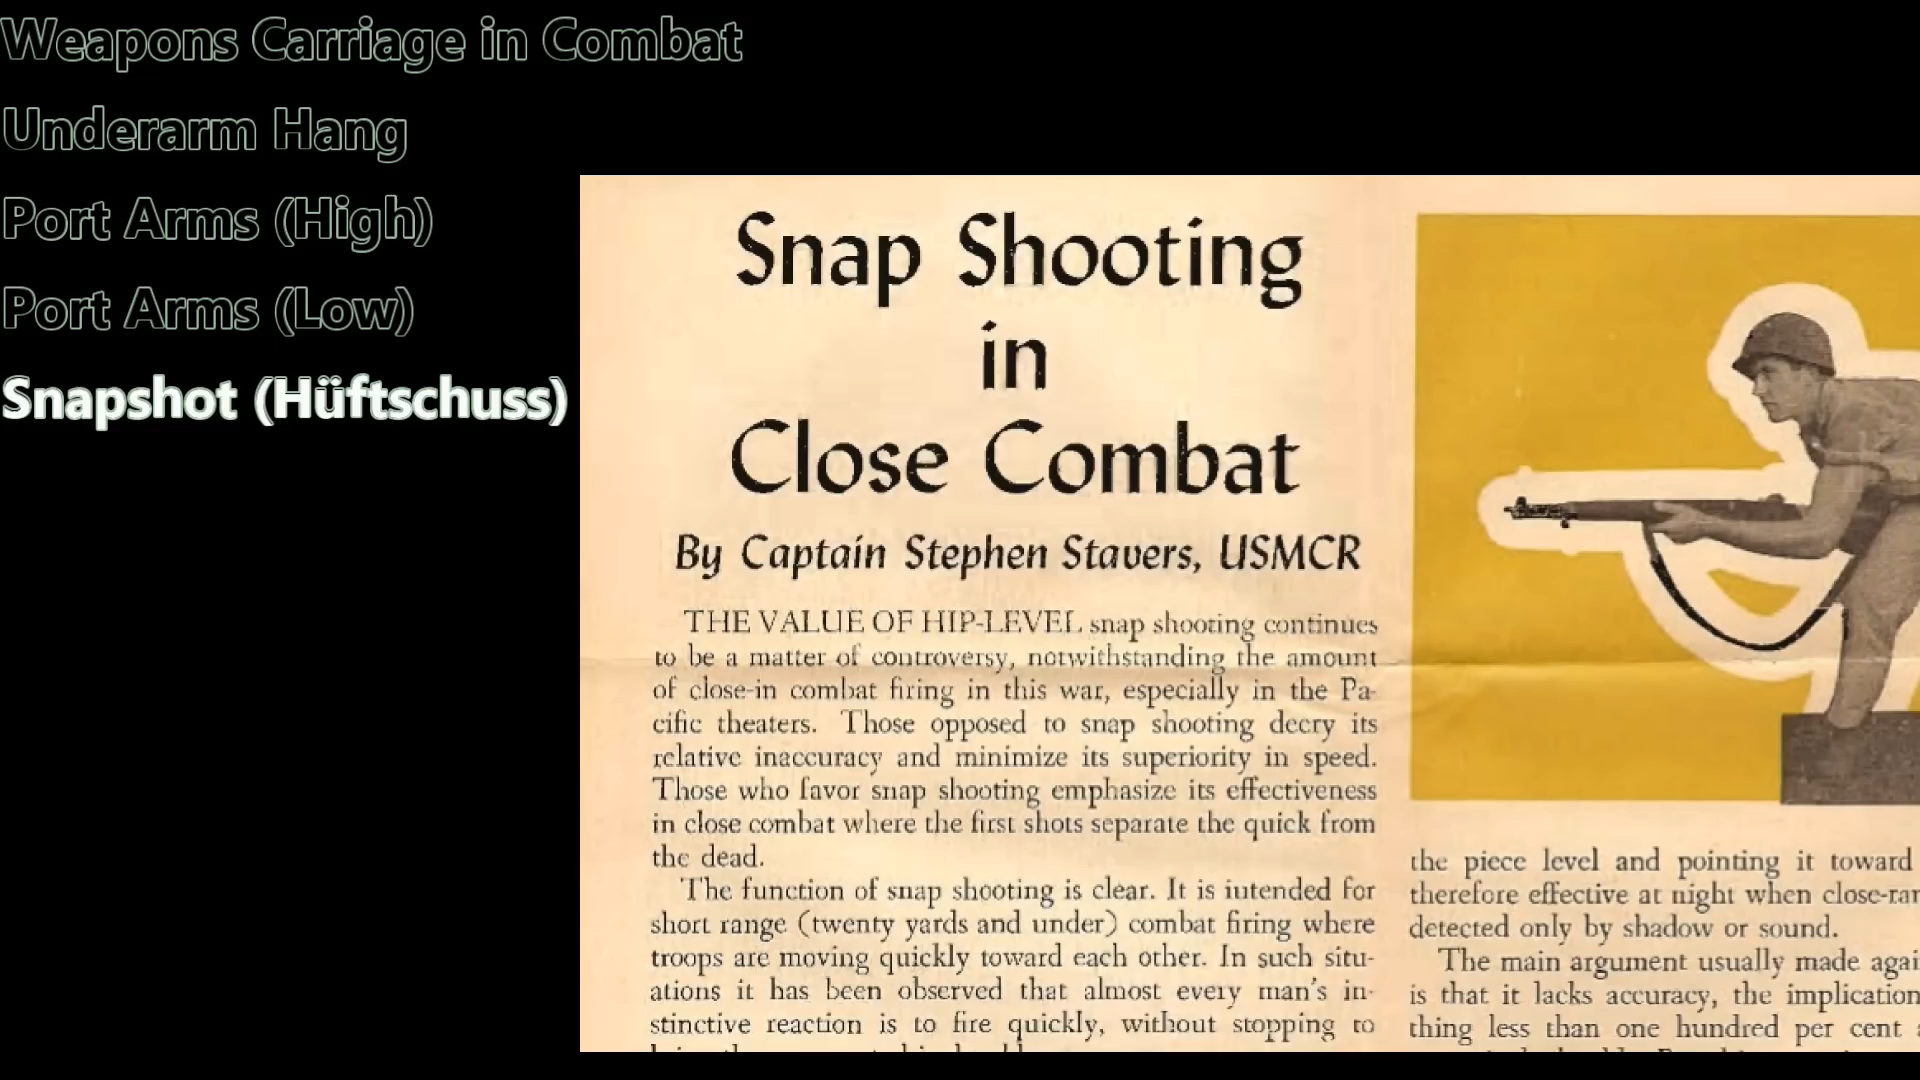 Weapons Carriage in Combat
Underarm Hang
Port Arms (High)
Port Arms (Low)
Snapshot (Hüftschuss)
Snap Shooting
in
Close Combat
By Captain Stephen Stavers, USMCR
THE VALUE OF HIP-LEVEL snap shooting continues
to be a matter of controversy, notwithstanding the amount
of close-in combat firing in this war, especially in the Pa-
cific theaters. Those opposed to snap shooting decry its
relative inaccuracy and minimize its superiority in speed.
Those who favor snap shooting emphasize its effectiveness
in close combat where the first shots separate the quick from
the dead.
The function of snap shooting is clear. It is intended for
short range (twenty yards and under) combat firing where
troops are moving quickly toward each other. In such situ-
ations it has been observed that almost every man's in-
stinctive reaction is to fire quickly, without stopping to
the piece level and pointing it toward
therefore effective at night when close-ran
detected only by shadow or sound.
The main argument usually made agai
is that it lacks accuracy, the implication
thing less than one hundred per cent